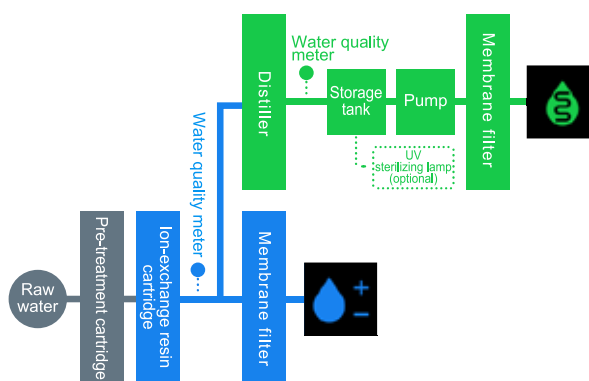 Water quality
meter
Distiller
Storage
tank
Pump
Membrane filter
UV
sterilizing lamp
(optional)
Water quality meter
Raw
water
Pre-treatment cartridge
Ion-exchange resin
cartridge
Membrane filter
+
−